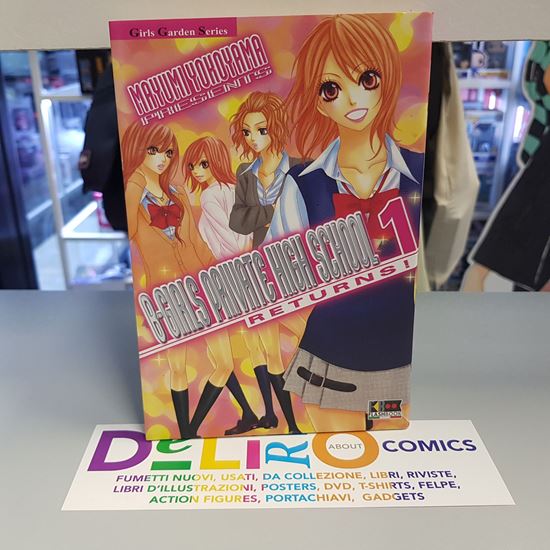 Girls Garden Series
MAYUMI YOKOYAMA
PRESENTS
G-GIRLS PRIVATE HIGH SCHOOL 1
RETURNS!
FLASHBOOK
DeLiRO ABOUT COMICS
FUMETTI NUOVI, USATI, DA COLLEZIONE, LIBRI, RIVISTE,
LIBRI D'ILLUSTRAZIONI, POSTERS, DVD, T-SHIRTS, FELPE,
ACTION FIGURES, PORTACHIAVI, GADGETS